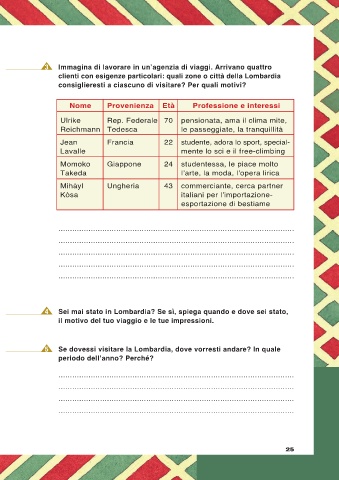 3 Immagina di lavorare in un'agenzia di viaggi. Arrivano quattro
clienti con esigenze particolari: quali zone o città della Lombardia
consiglieresti a ciascuno di visitare? Per quali motivi?
Nome Provenienza Età Professione e interessi
Ulrike Rep. Federale 70 pensionata, ama il clima mite,
Reichmann Tedesca le passeggiate, la tranquillità
Jean Francia 22 studente, adora lo sport, special-
Lavalle mente lo sci e il free-climbing
Momoko Giappone 24 studentessa, le piace molto
Takeda l'arte, la moda, l'opera lirica
Mihàyl Ungheria 43 commerciante, cerca partner
Kòsa italiani per l'importazione-
esportazione di bestiame
4 Sei mai stato in Lombardia? Se sì, spiega quando e dove sei stato,
il motivo del tuo viaggio e le tue impressioni.
Se dovessi visitare la Lombardia, dove vorresti andare? In quale
periodo dell'anno? Perché?
25